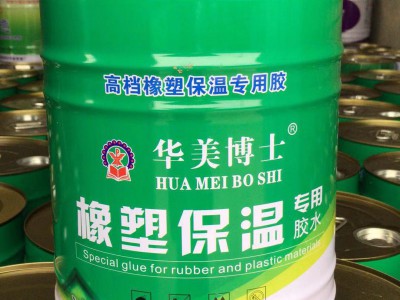 高档橡塑保温专用胶
华美博士®
HUA MEI BO SHI
橡塑保温专用胶水
Special glue for rubber and plastic materials